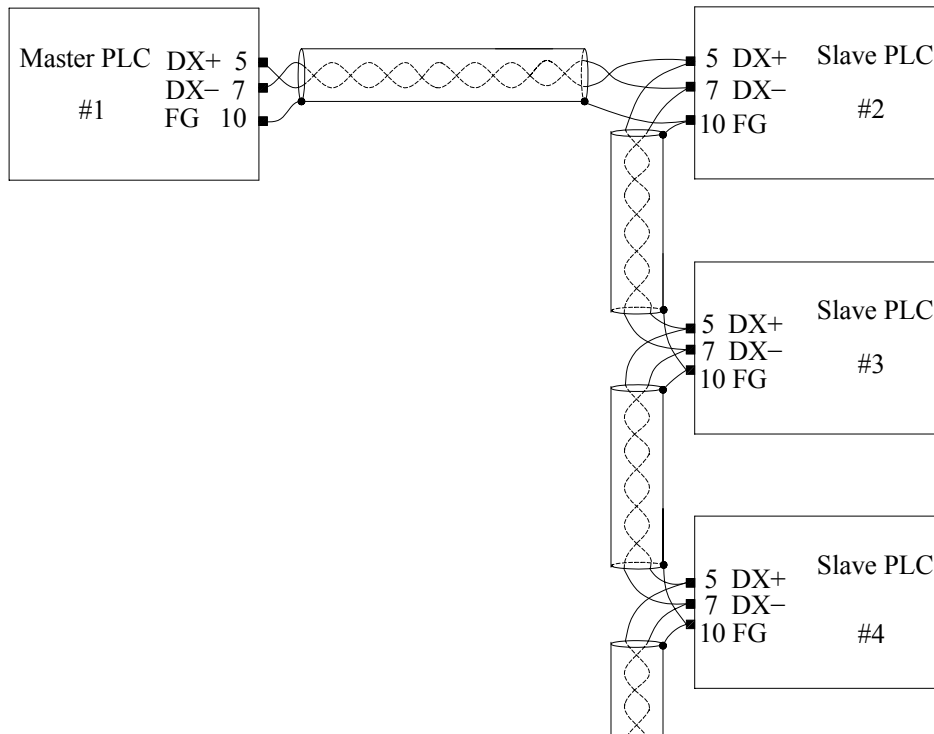 Master PLC
#1
DX+ 5
DX− 7
FG 10
5 DX+
7 DX−
10 FG
Slave PLC
#2
5 DX+
7 DX−
10 FG
Slave PLC
#3
5 DX+
7 DX−
10 FG
Slave PLC
#4